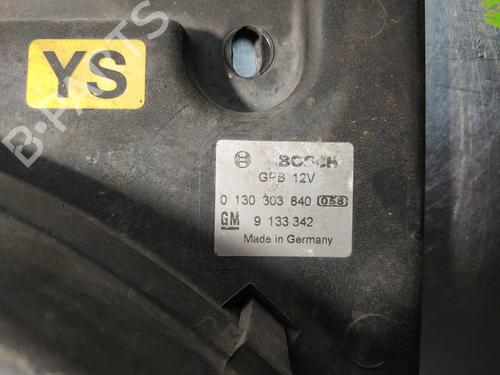 YS
B-PARTS
BOSCH
GPB 12V
0 130 303 840 058
GM 9 133 342
Made in Germany